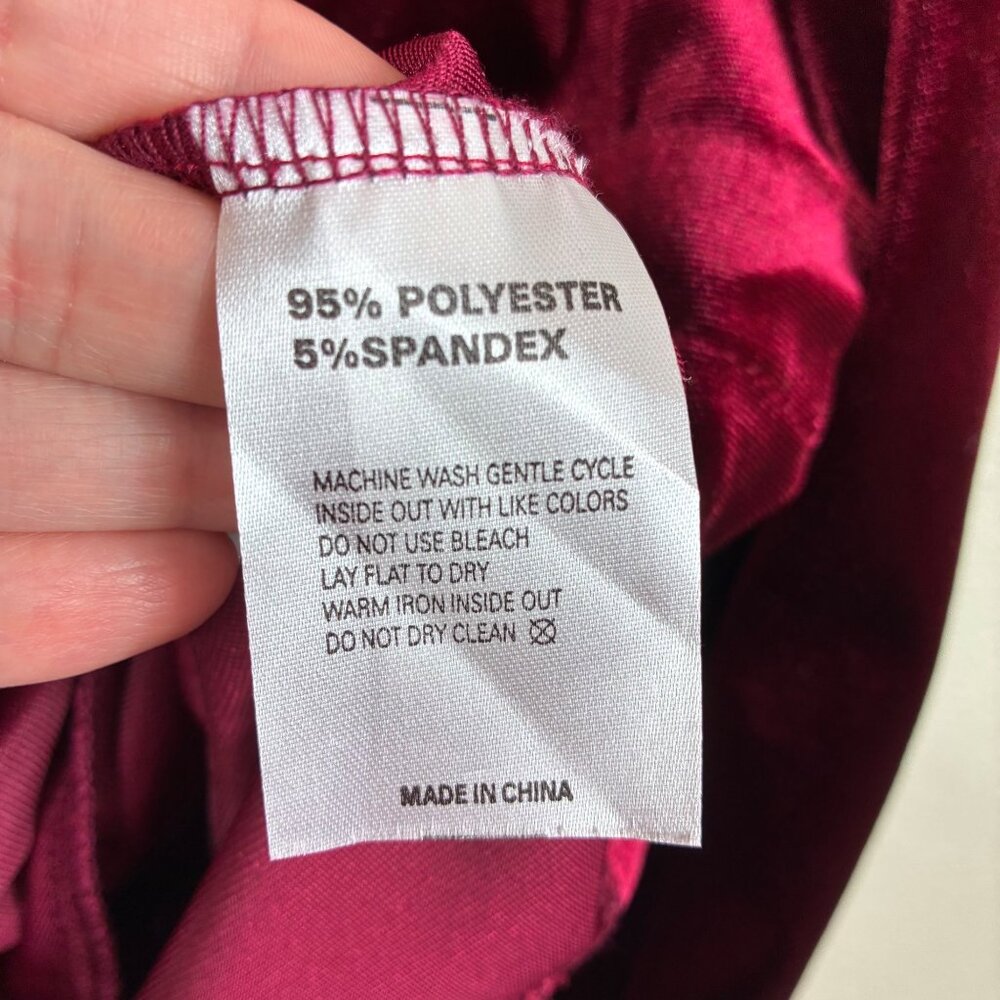 95% POLYESTER
5%SPANDEX
MACHINE WASH GENTLE CYCLE
INSIDE OUT WITH LIKE COLORS
DO NOT USE BLEACH
LAY FLAT TO DRY
WARM IRON INSIDE OUT
DO NOT DRY CLEAN
MADE IN CHINA